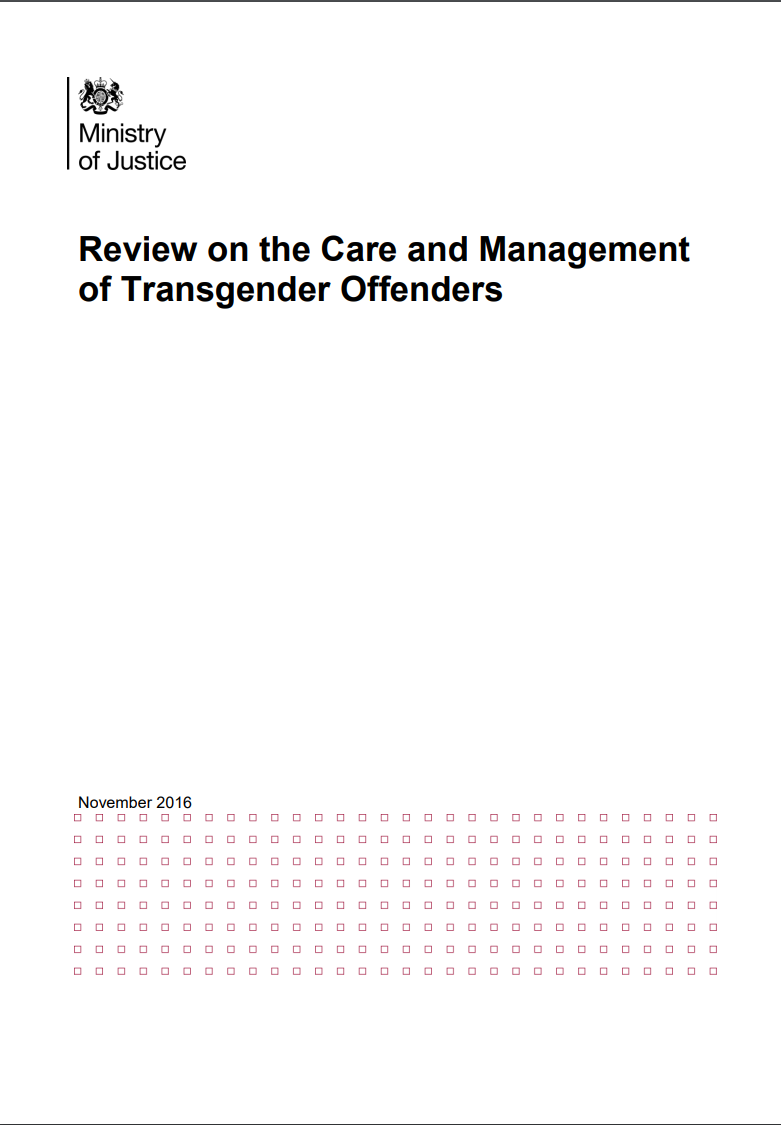 Ministry
of Justice
Review on the Care and Management
of Transgender Offenders
November 2016